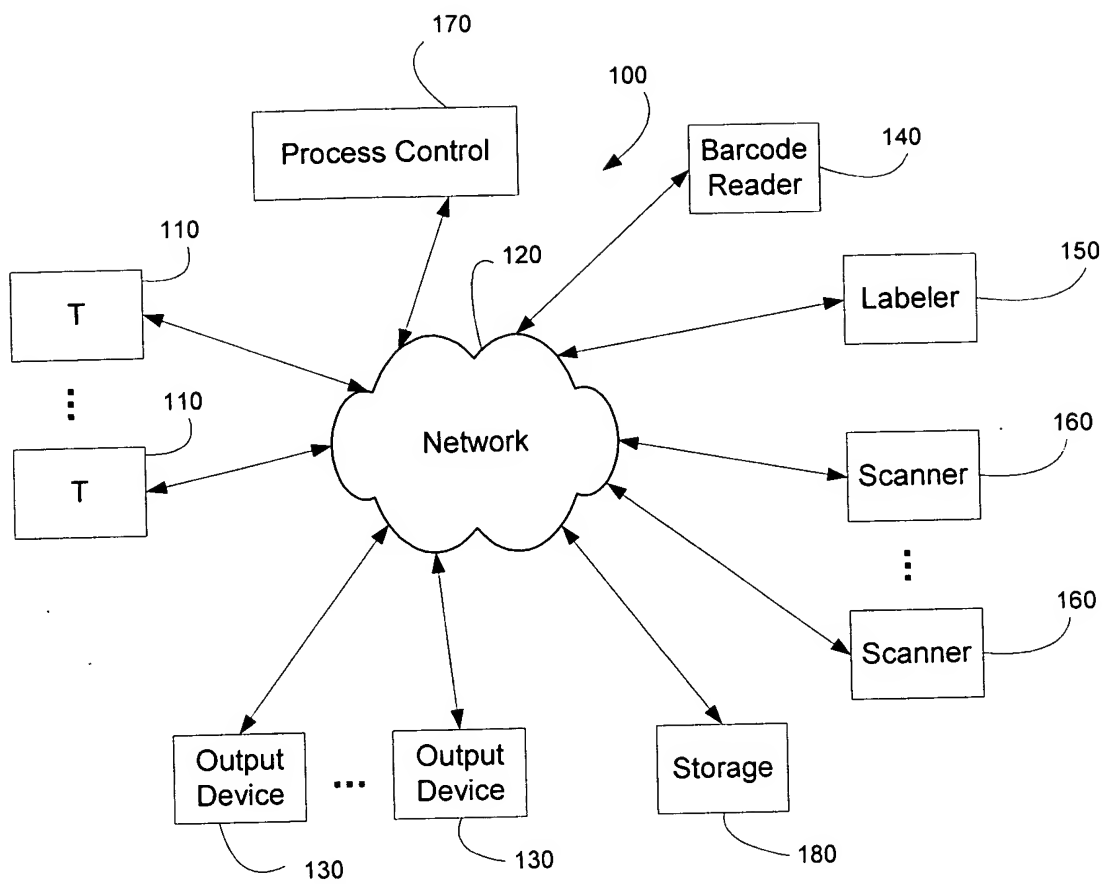 170
100
Process Control
Barcode
Reader
140
110
120
150
T
Labeler
110
160
Network
Scanner
T
160
Scanner
Output
Device
...
Output
Device
Storage
130
130
180